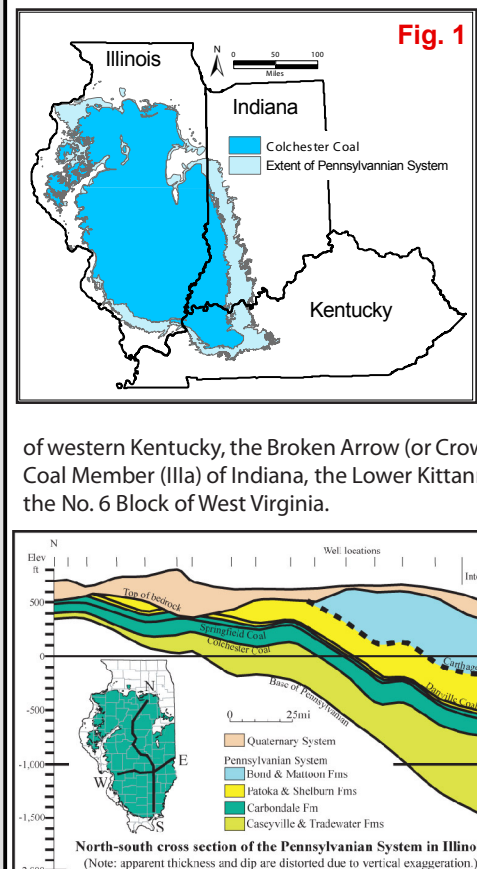 Fig. 1
Illinois
N
0 50 100
Miles
Indiana
Colchester Coal
Extent of Pennsylvannian System
Kentucky
of western Kentucky, the Broken Arrow (or Crow
Coal Member (IIIa) of Indiana, the Lower Kittann
the No. 6 Block of West Virginia.
N
Elev
ft
Well locations
Inte
Top of bedrock
500
Springfield Coal
Colchester Coal
Carthag
0
Danville Coal
Base of Pennsylvanian
N
0 25mi
-500
Quaternary System
Pennsylvanian System
E
Bond & Mattoon Fms
-1,000
W
Patoka & Shelburn Fms
Carbondale Fm
S
Caseyville & Tradewater Fms
-1,500
North-south cross section of the Pennsylvanian System in Illino
(Note: apparent thickness and dip are distorted due to vertical exaggeration.)